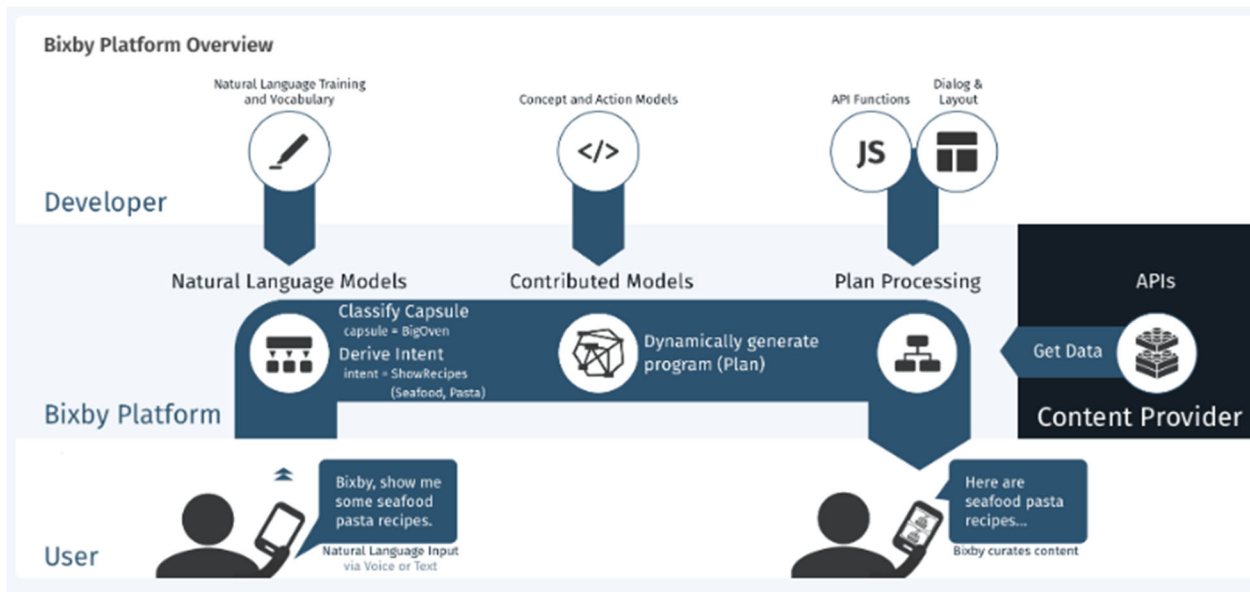 Bixby Platform Overview
Natural Language Training
and Vocabulary
Concept and Action Models
API Functions
Dialog &
Layout
</>
JS
Developer
Natural Language Models
Contributed Models
Plan Processing
APIs
Classify Capsule
capsule = BigOven
Derive Intent
intent = ShowRecipes
(Seafood, Pasta)
Dynamically generate
program (Plan)
Get Data
Bixby Platform
Content Provider
Bixby, show me
some seafood
pasta recipes.
Natural Language Input
via Voice or Text
Here are
seafood pasta
recipes...
Bixby curates content
User